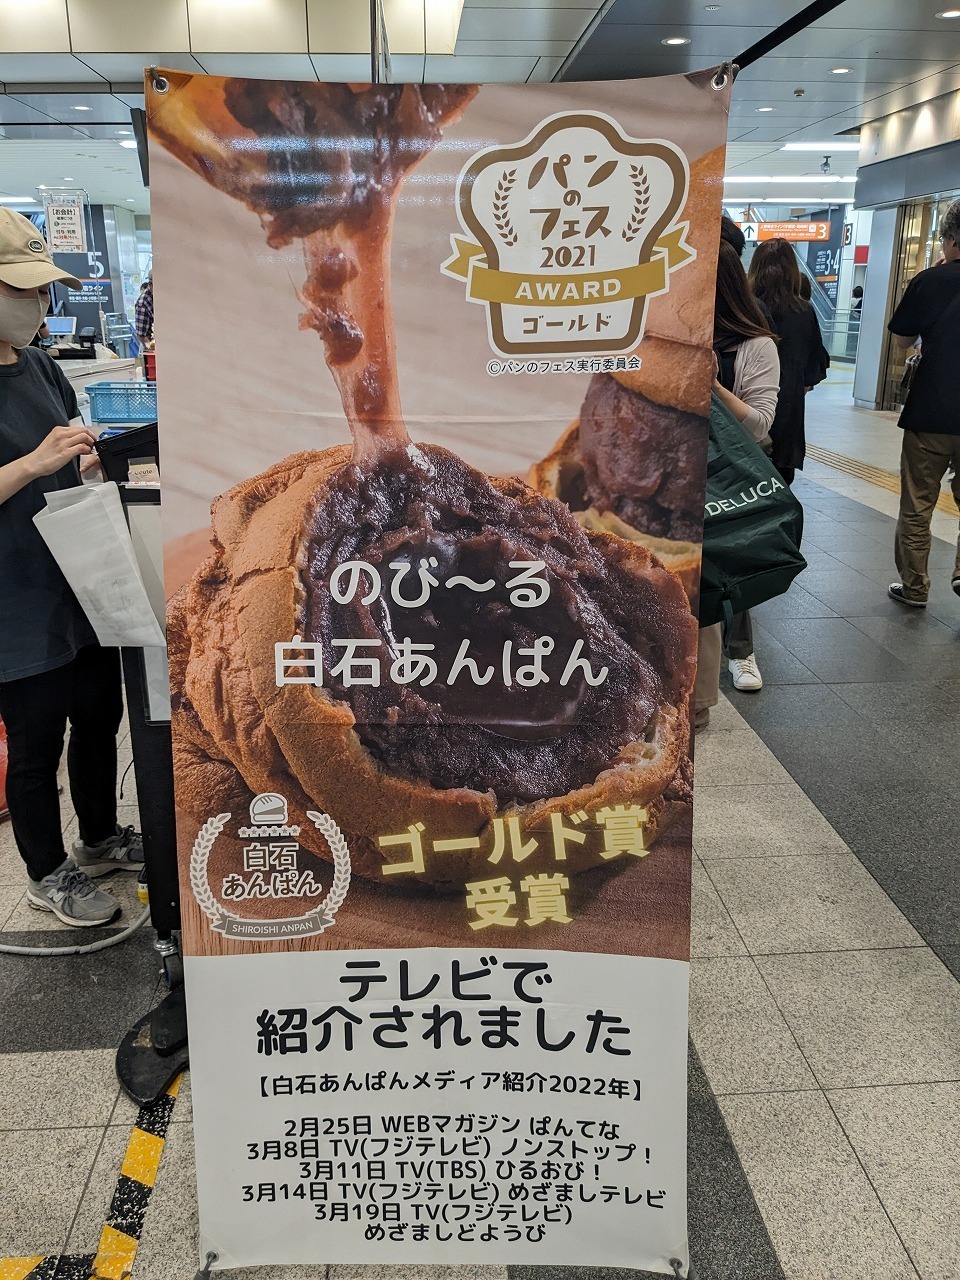 パン
の
フェス
2021
AWARD
ゴールド
©パンのフェス実行委員会
のび〜る
白石あんぱん
ゴールド賞
受賞
白石
あんぱん
SHIROISHI ANPAN
テレビで
紹介されました
【白石あんぱんメディア紹介2022年】
2月25日 WEBマガジン ぱんてな
3月8日 TV(フジテレビ) ノンストップ！
3月11日 TV(TBS) ひるおび！
3月14日 TV(フジテレビ) めざましテレビ
3月19日 TV(フジテレビ)
めざましどようび
DELUCA
【お会計】
5
3
3・4